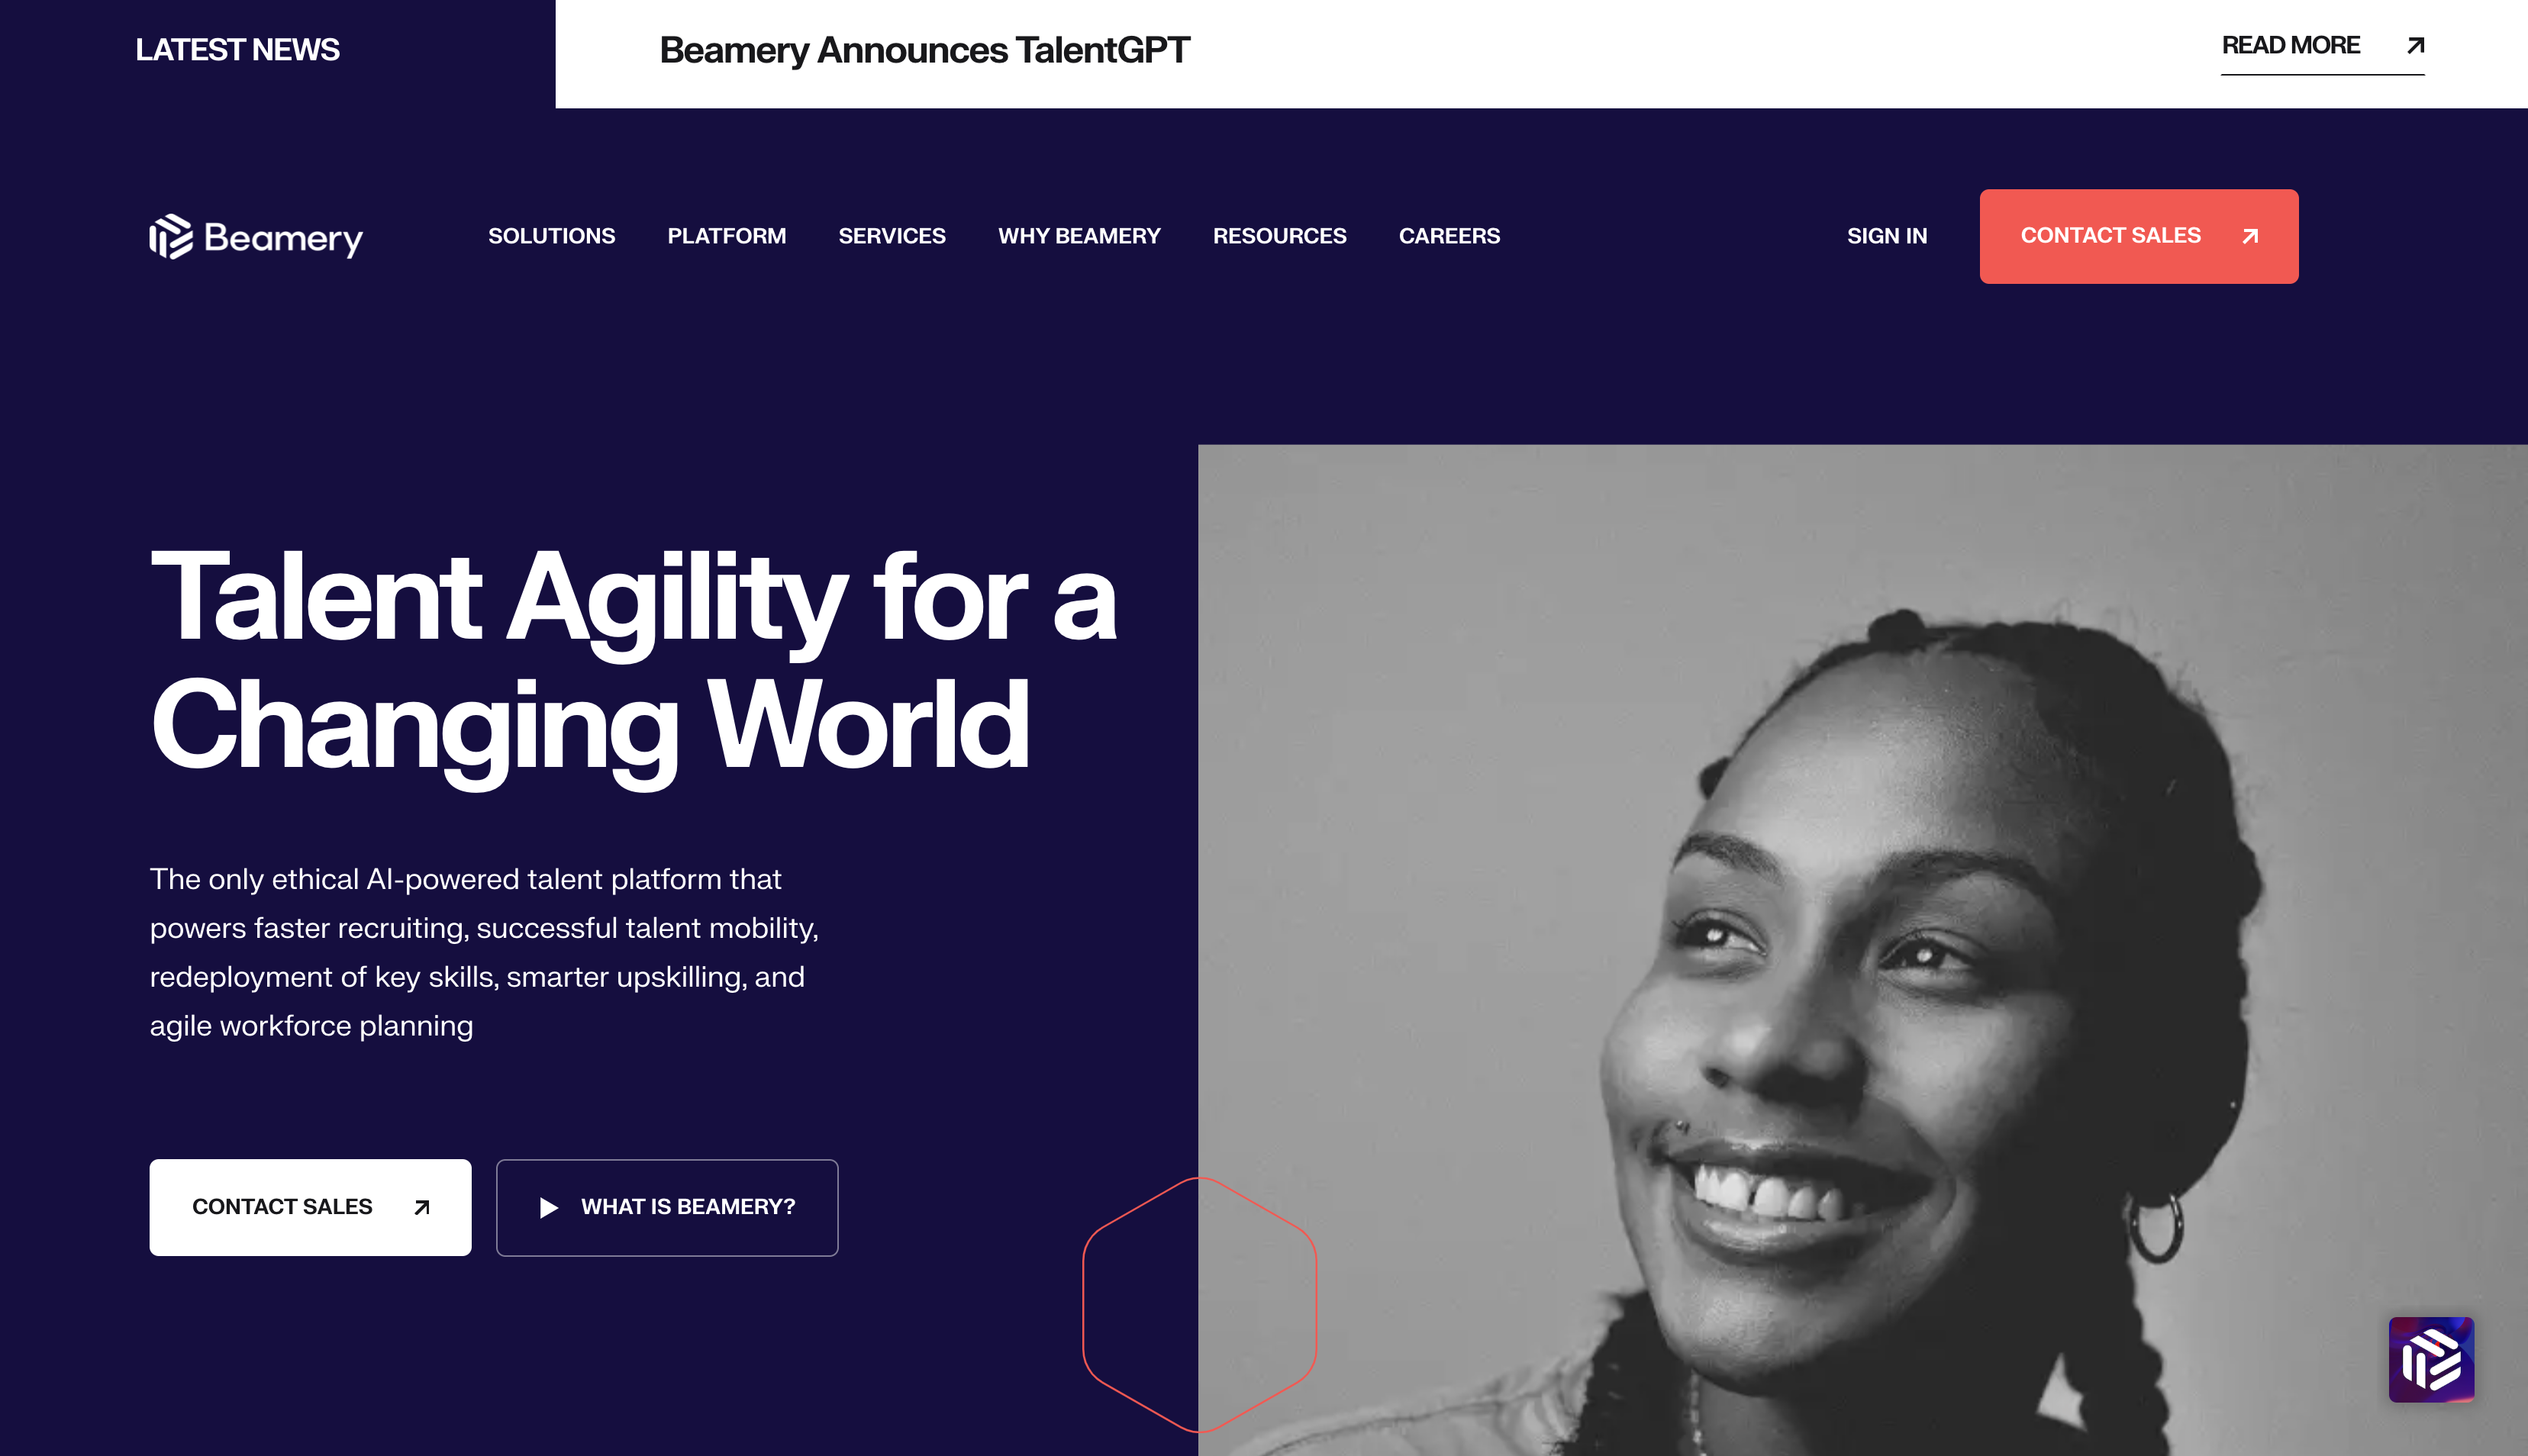 LATEST NEWS
Beamery Announces TalentGPT
READ MORE
Beamery
SOLUTIONS
PLATFORM
SERVICES
WHY BEAMERY
RESOURCES
CAREERS
SIGN IN
CONTACT SALES
Talent Agility for a
Changing World
The only ethical AI-powered talent platform that
powers faster recruiting, successful talent mobility,
redeployment of key skills, smarter upskilling, and
agile workforce planning
CONTACT SALES
WHAT IS BEAMERY?